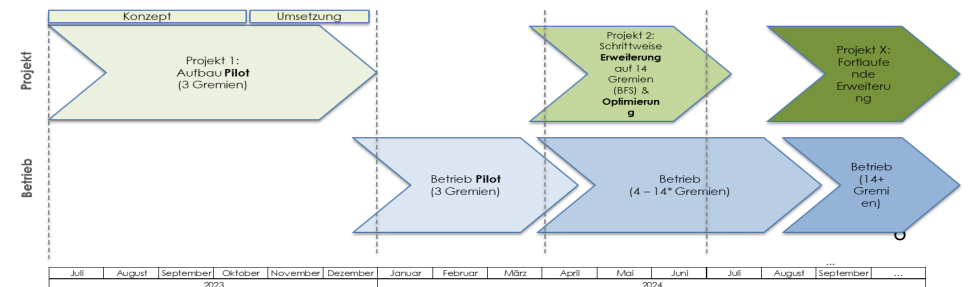 Konzept
Umsetzung
Projekt
Projekt 1:
Aufbau Pilot
(3 Gremien)
Projekt 2:
Schrittweise
Erweiterung
auf 14
Gremien
(BFS) &
Optimierun
g
Projekt X:
Fortlaufe
nde
Erweiteru
ng
Betrieb
Betrieb Pilot
(3 Gremien)
Betrieb
(4 – 14* Gremien)
Betrieb
(14+
Gremi
en)
...
Juli August September Oktober November Dezember Januar Februar März April Mai Juni Juli August September ...
2023 2024